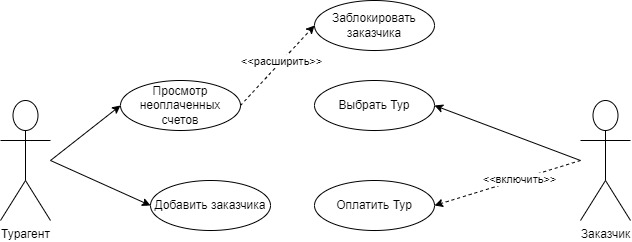 Заблокировать
заказчика
<<расширить>>
Просмотр
неоплаченных
счетов
Выбрать Тур
<<включить>>
Добавить заказчика
Оплатить Тур
Турагент
Заказчик